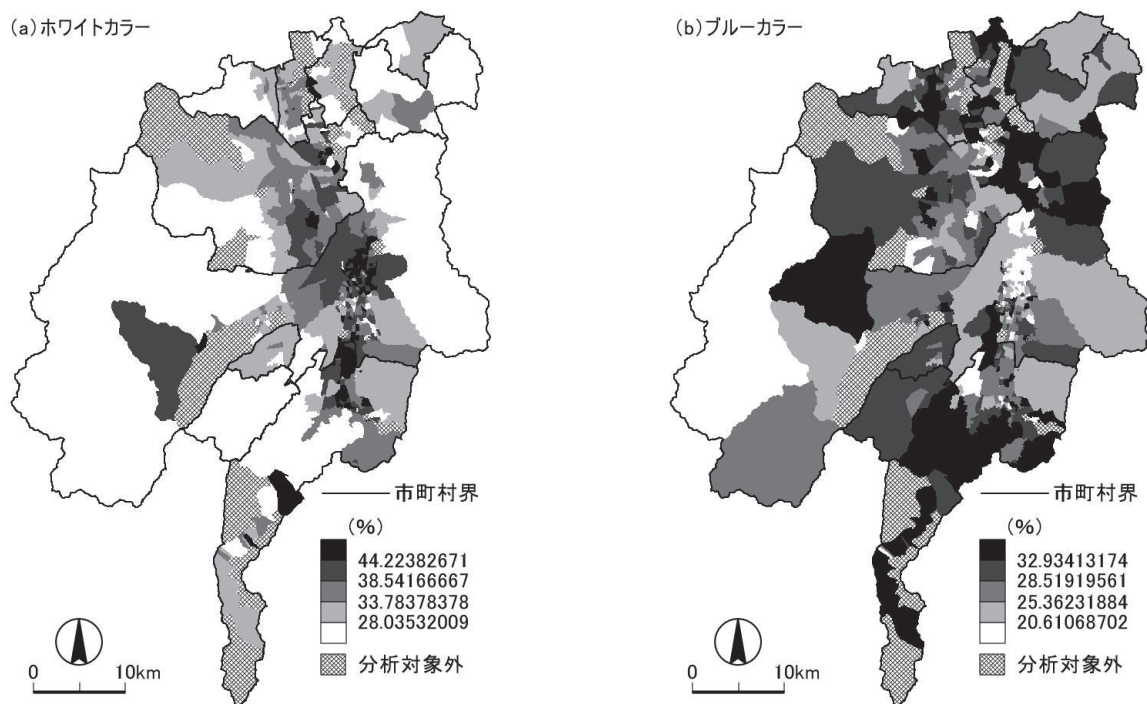 (a)ホワイトカラー
市町村界
(%)
44.22382671
38.54166667
33.78378378
28.03532009
分析対象外
0 10km
(b)ブルーカラー
市町村界
(%)
32.93413174
28.51919561
25.36231884
20.61068702
分析対象外
0 10km